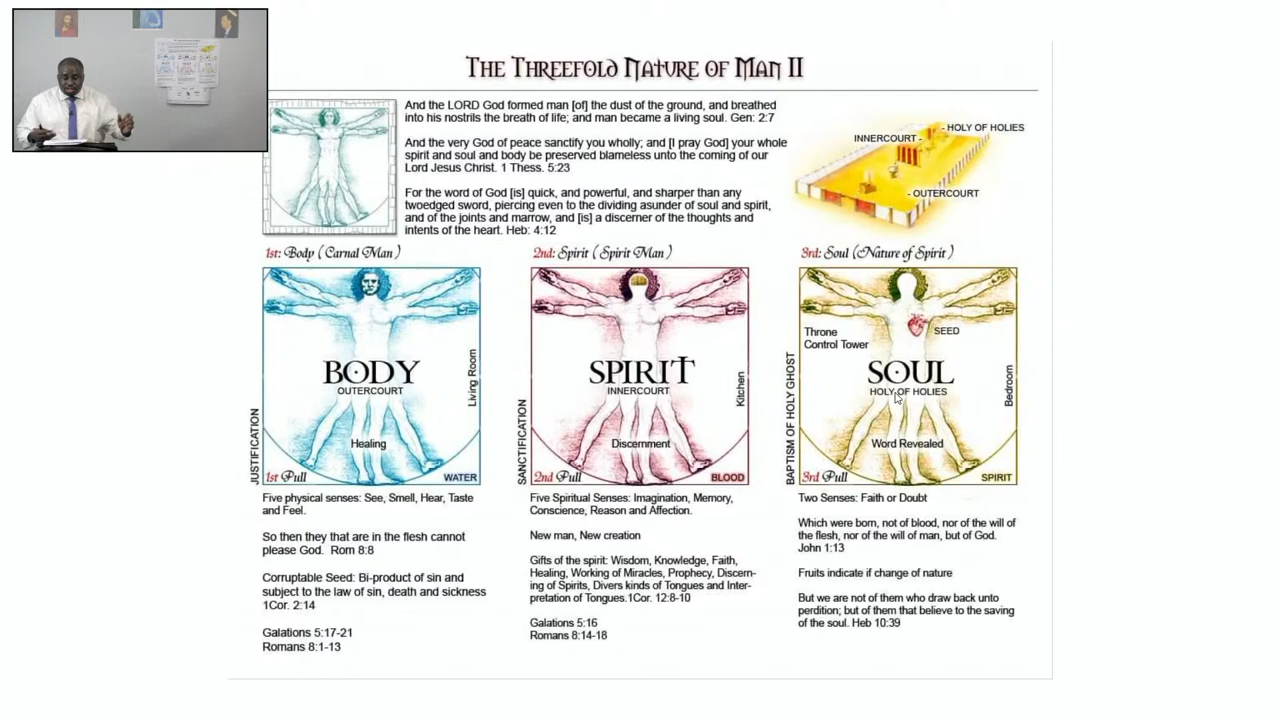 THE THREEFOLD NATURE OF MAN II
And the LORD God formed man [of] the dust of the ground, and breathed
into his nostrils the breath of life; and man became a living soul. Gen: 2:7
And the very God of peace sanctify you wholly; and [I pray God] your whole
spirit and soul and body be preserved blameless unto the coming of our
Lord Jesus Christ. 1 Thess. 5:23
For the word of God [is] quick, and powerful, and sharper than any
twoedged sword, piercing even to the dividing asunder of soul and spirit,
and of the joints and marrow, and [is] a discerner of the thoughts and
intents of the heart. Heb: 4:12
- HOLY OF HOLIES
INNERCOURT -
- OUTERCOURT
1st: Body (Carnal Man)
BODY
OUTERCOURT
Living Room
JUSTIFICATION
Healing
1st Pull
WATER
Five physical senses: See, Smell, Hear, Taste
and Feel.
So then they that are in the flesh cannot
please God. Rom 8:8
Corruptable Seed: Bi-product of sin and
subject to the law of sin, death and sickness
1Cor. 2:14
Galations 5:17-21
Romans 8:1-13
2nd: Spirit (Spirit Man)
SPIRIT
INNERCOURT
Kitchen
SANCTIFICATION
Discernment
2nd Pull
BLOOD
Five Spiritual Senses: Imagination, Memory,
Conscience, Reason and Affection.
New man, New creation
Gifts of the spirit: Wisdom, Knowledge, Faith,
Healing, Working of Miracles, Prophecy, Discern-
ing of Spirits, Divers kinds of Tongues and Inter-
pretation of Tongues.1Cor. 12:8-10
Galations 5:16
Romans 8:14-18
3rd: Soul (Nature of Spirit)
SEED
Throne
Control Tower
SOUL
HOLY OF HOLIES
Bedroom
BAPTISM OF HOLY GHOST
Word Revealed
3rd Pull
SPIRIT
Two Senses: Faith or Doubt
Which were born, not of blood, nor of the will of
the flesh, nor of the will of man, but of God.
John 1:13
Fruits indicate if change of nature
But we are not of them who draw back unto
perdition; but of them that believe to the saving
of the soul. Heb 10:39